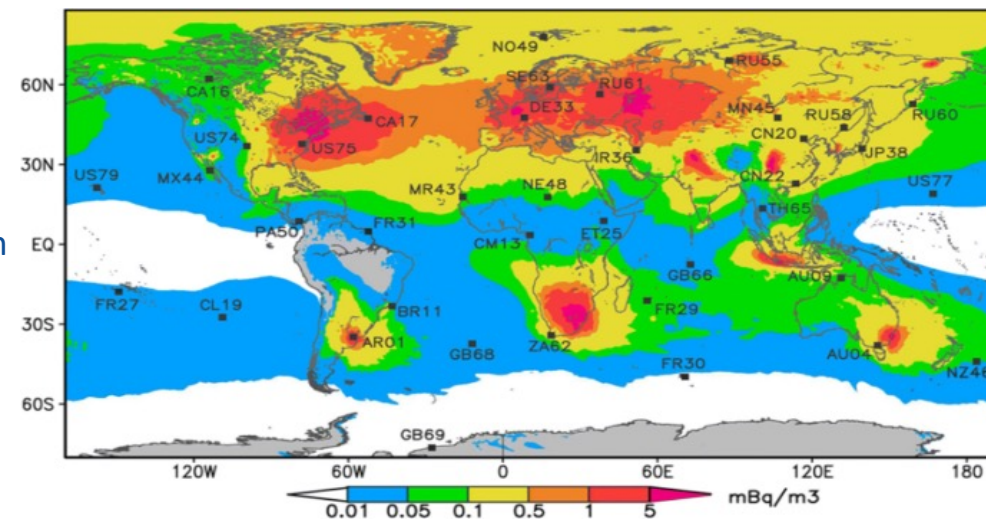 NO49
60N
SE63
RU61
RU55
CA16
DE33
CA17
MN45
RU58
RU60
US74
US75
CN20
30N
IR36
JP38
US79
MX44
MR43
NE48
CN22
US77
TH65
PA50
FR31
n
EQ
CM13
ET25
GB66
AU09
FR27
CL19
BR11
FR29
30S
AR01
GB68
ZA62
AU04
FR30
60S
GB69
120W 60W 0 60E 120E 180
0.01 0.05 0.1 0.5 1 5 mBq/m3